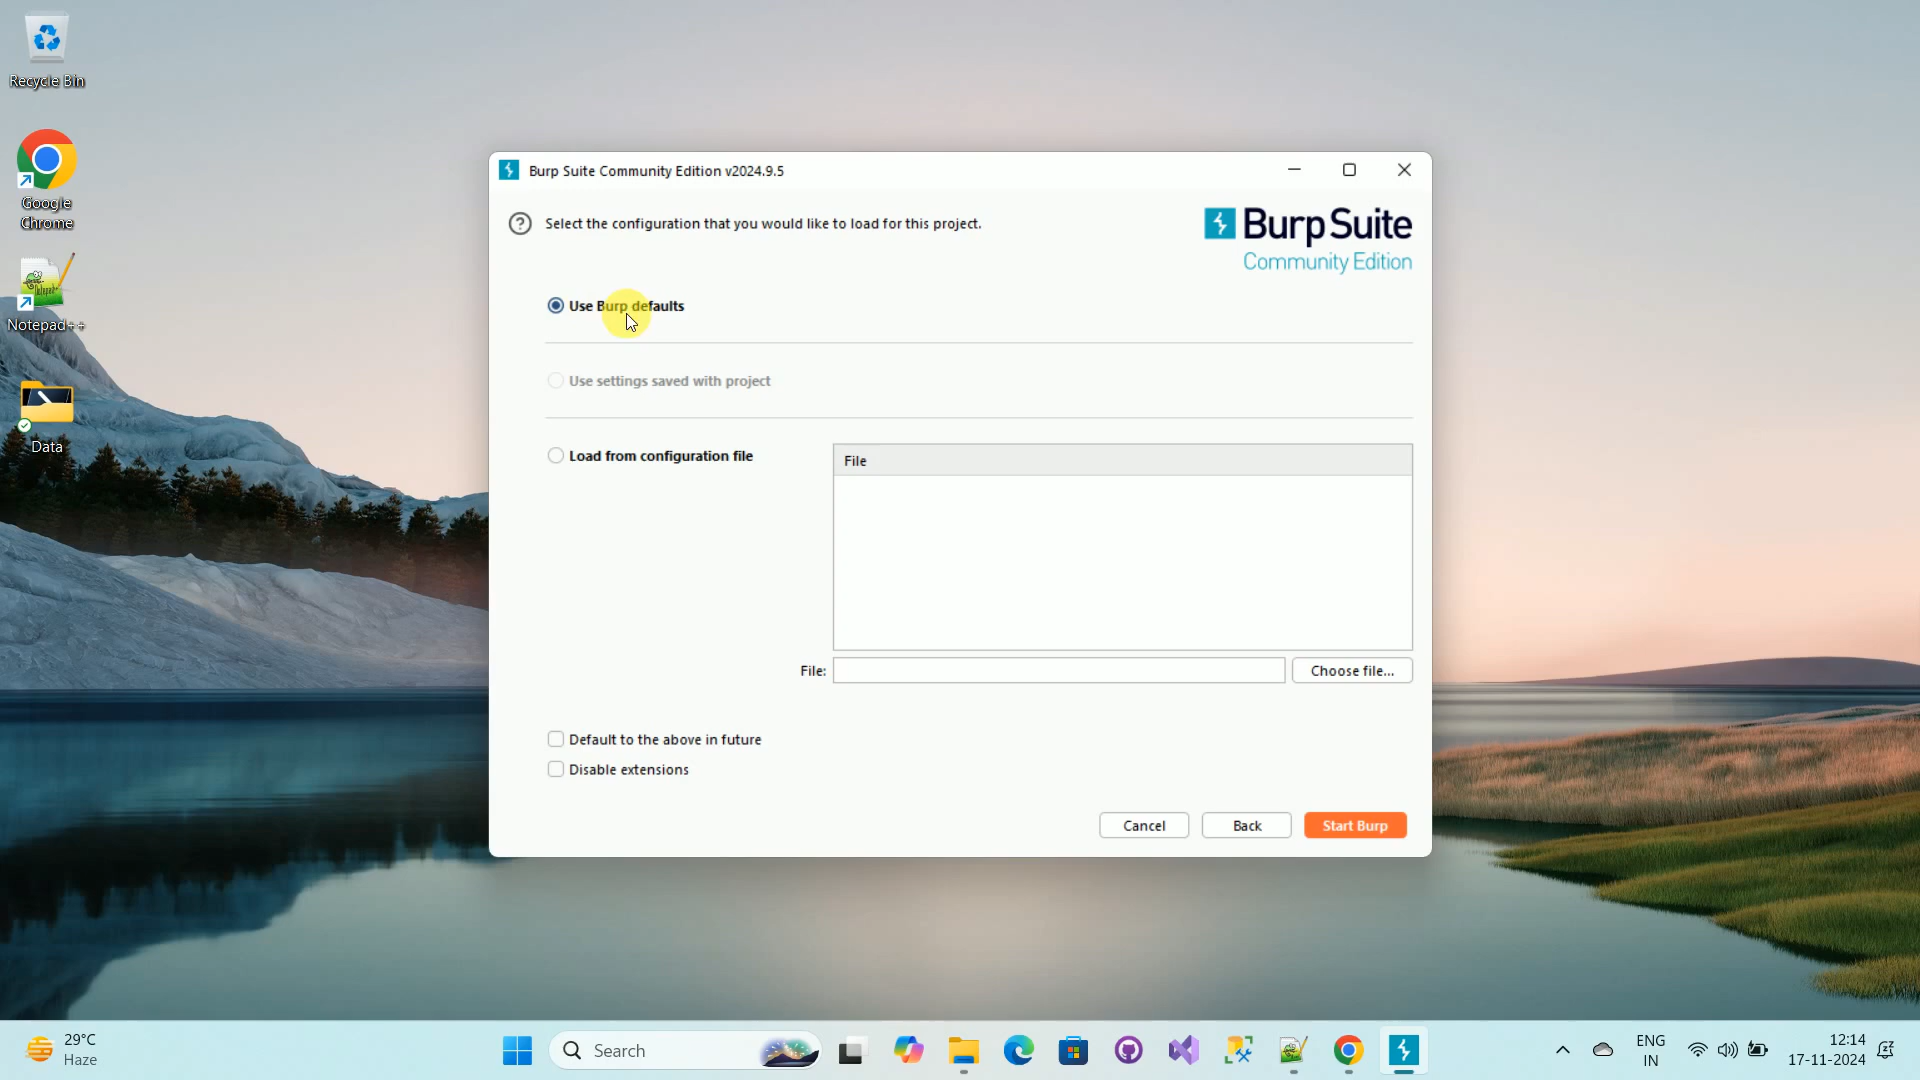 Recycle Bin
Google
Chrome
Notepad++
Data
Burp Suite Community Edition v2024.9.5
Select the configuration that you would like to load for this project.
Burp Suite
Community Edition
Use Burp defaults
Use settings saved with project
Load from configuration file
File
File:
Choose file...
Default to the above in future
Disable extensions
Cancel
Back
Start Burp
29°C
Haze
Search
ENG
IN
12:14
17-11-2024